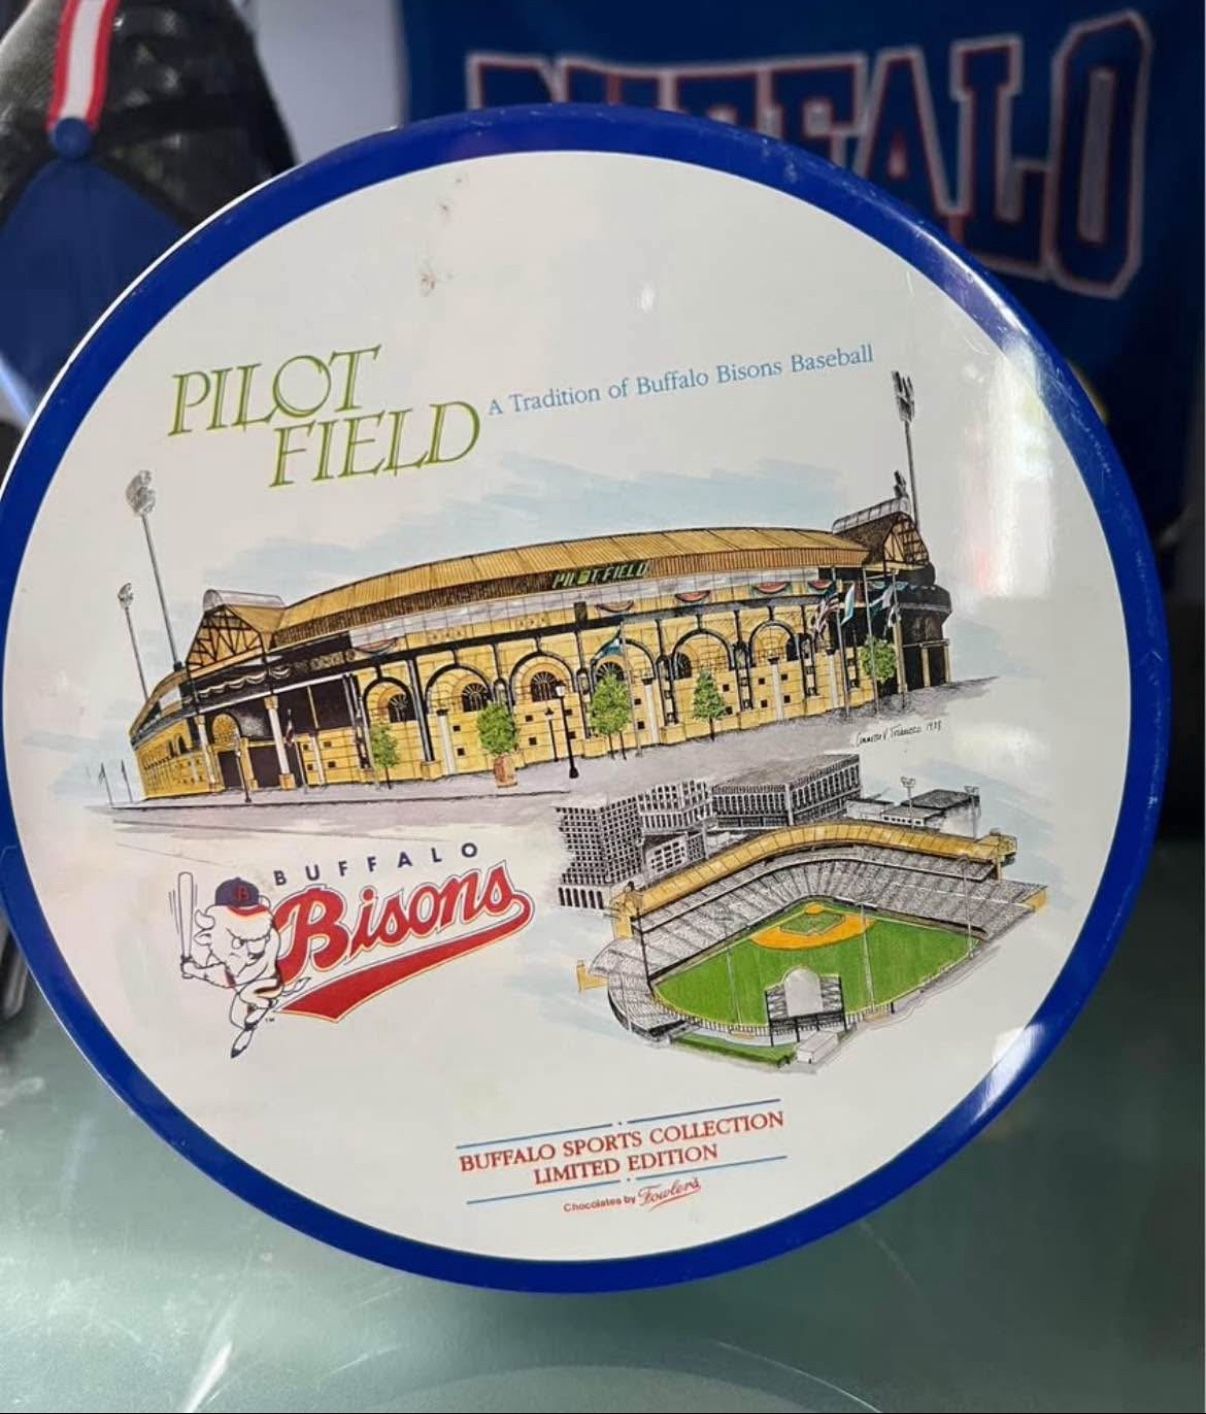 BUFFALO
PILOT
FIELD
A Tradition of Buffalo Bisons Baseball
PILOT FIELD
BUFFALO
Bisons
TM
BUFFALO SPORTS COLLECTION
LIMITED EDITION
Chocolates by Fowler's